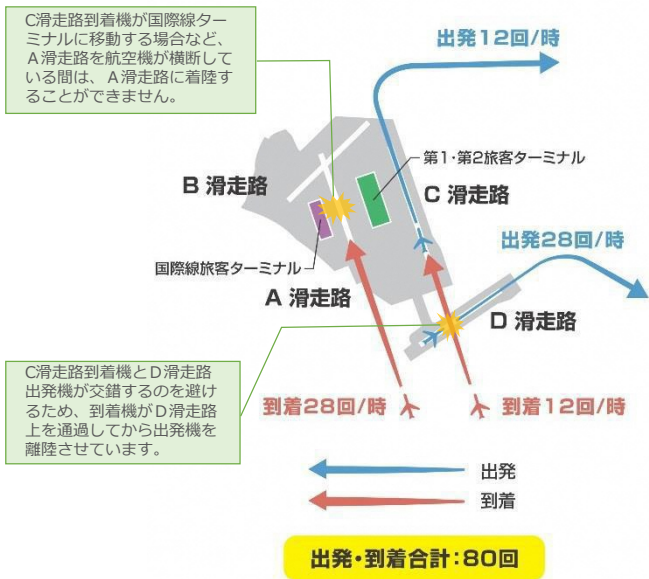 C滑走路到着機が国際線ター
ミナルに移動する場合など、
A滑走路を航空機が横断して
いる間は、A滑走路に着陸す
ることができません。
出発12回/時
第1・第2旅客ターミナル
B 滑走路
C 滑走路
出発28回/時
国際線旅客ターミナル
A 滑走路
D 滑走路
C滑走路到着機とD滑走路
出発機が交錯するのを避け
るため、到着機がD滑走路
上を通過してから出発機を
離陸させています。
到着28回/時
到着12回/時
出発
到着
出発・到着合計:80回